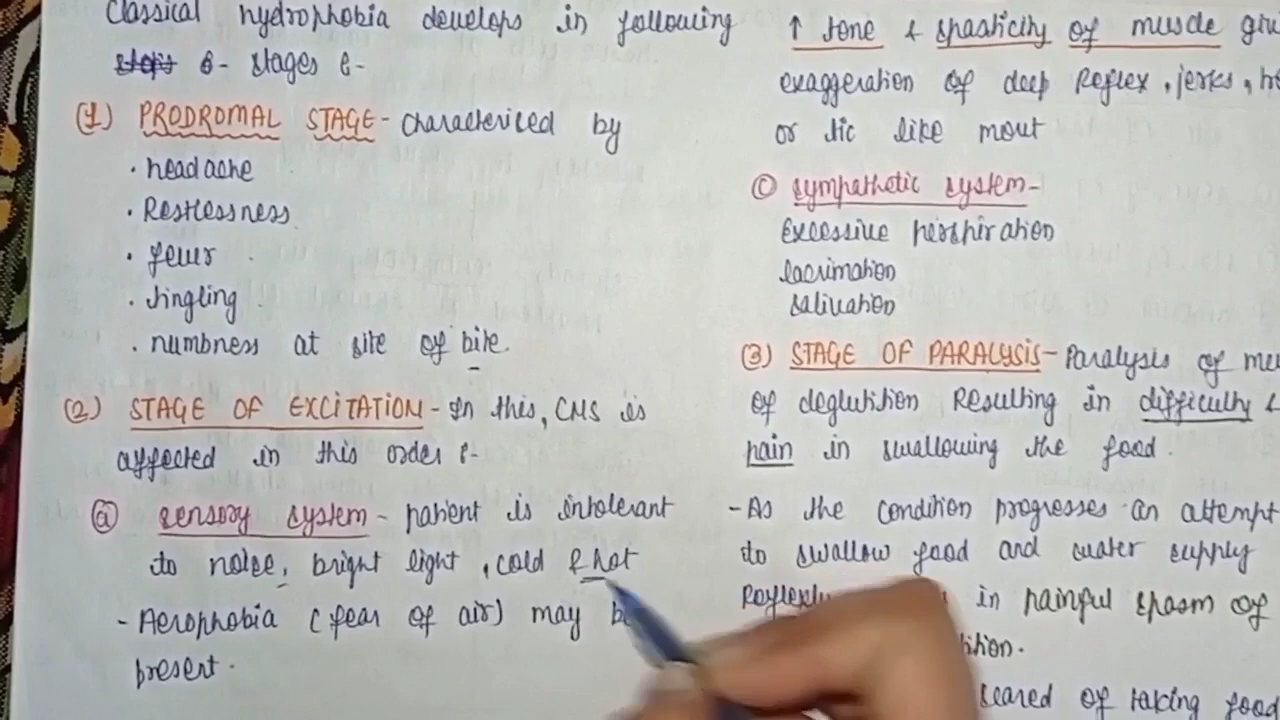 Classical hydrophobia develops in following
stages :-
(1) PRODROMAL STAGE - characterized by
· headache
· Restlessness
· fever
· tingling
· numbness at site of bite.
(2) STAGE OF EXCITATION - In this, CNS is
affected in this order :-
(a) sensory system - patient is intolerant
to noise, bright light, cold & hot
- Aerophobia (fear of air) may
present.
↑ tone & spasticity of muscle
exaggeration of deep Reflex, jerks,
or tic like mout
(c) sympathetic system -
Excessive perspiration
lacrimation
salivation
(3) STAGE OF PARALYSIS - Paralysis of
of deglutition Resulting in difficulty &
pain in swallowing the food.
- As the condition progresses an attempt
to swallow food and water supply
Reflexly in painful spasm of
scared of taking food